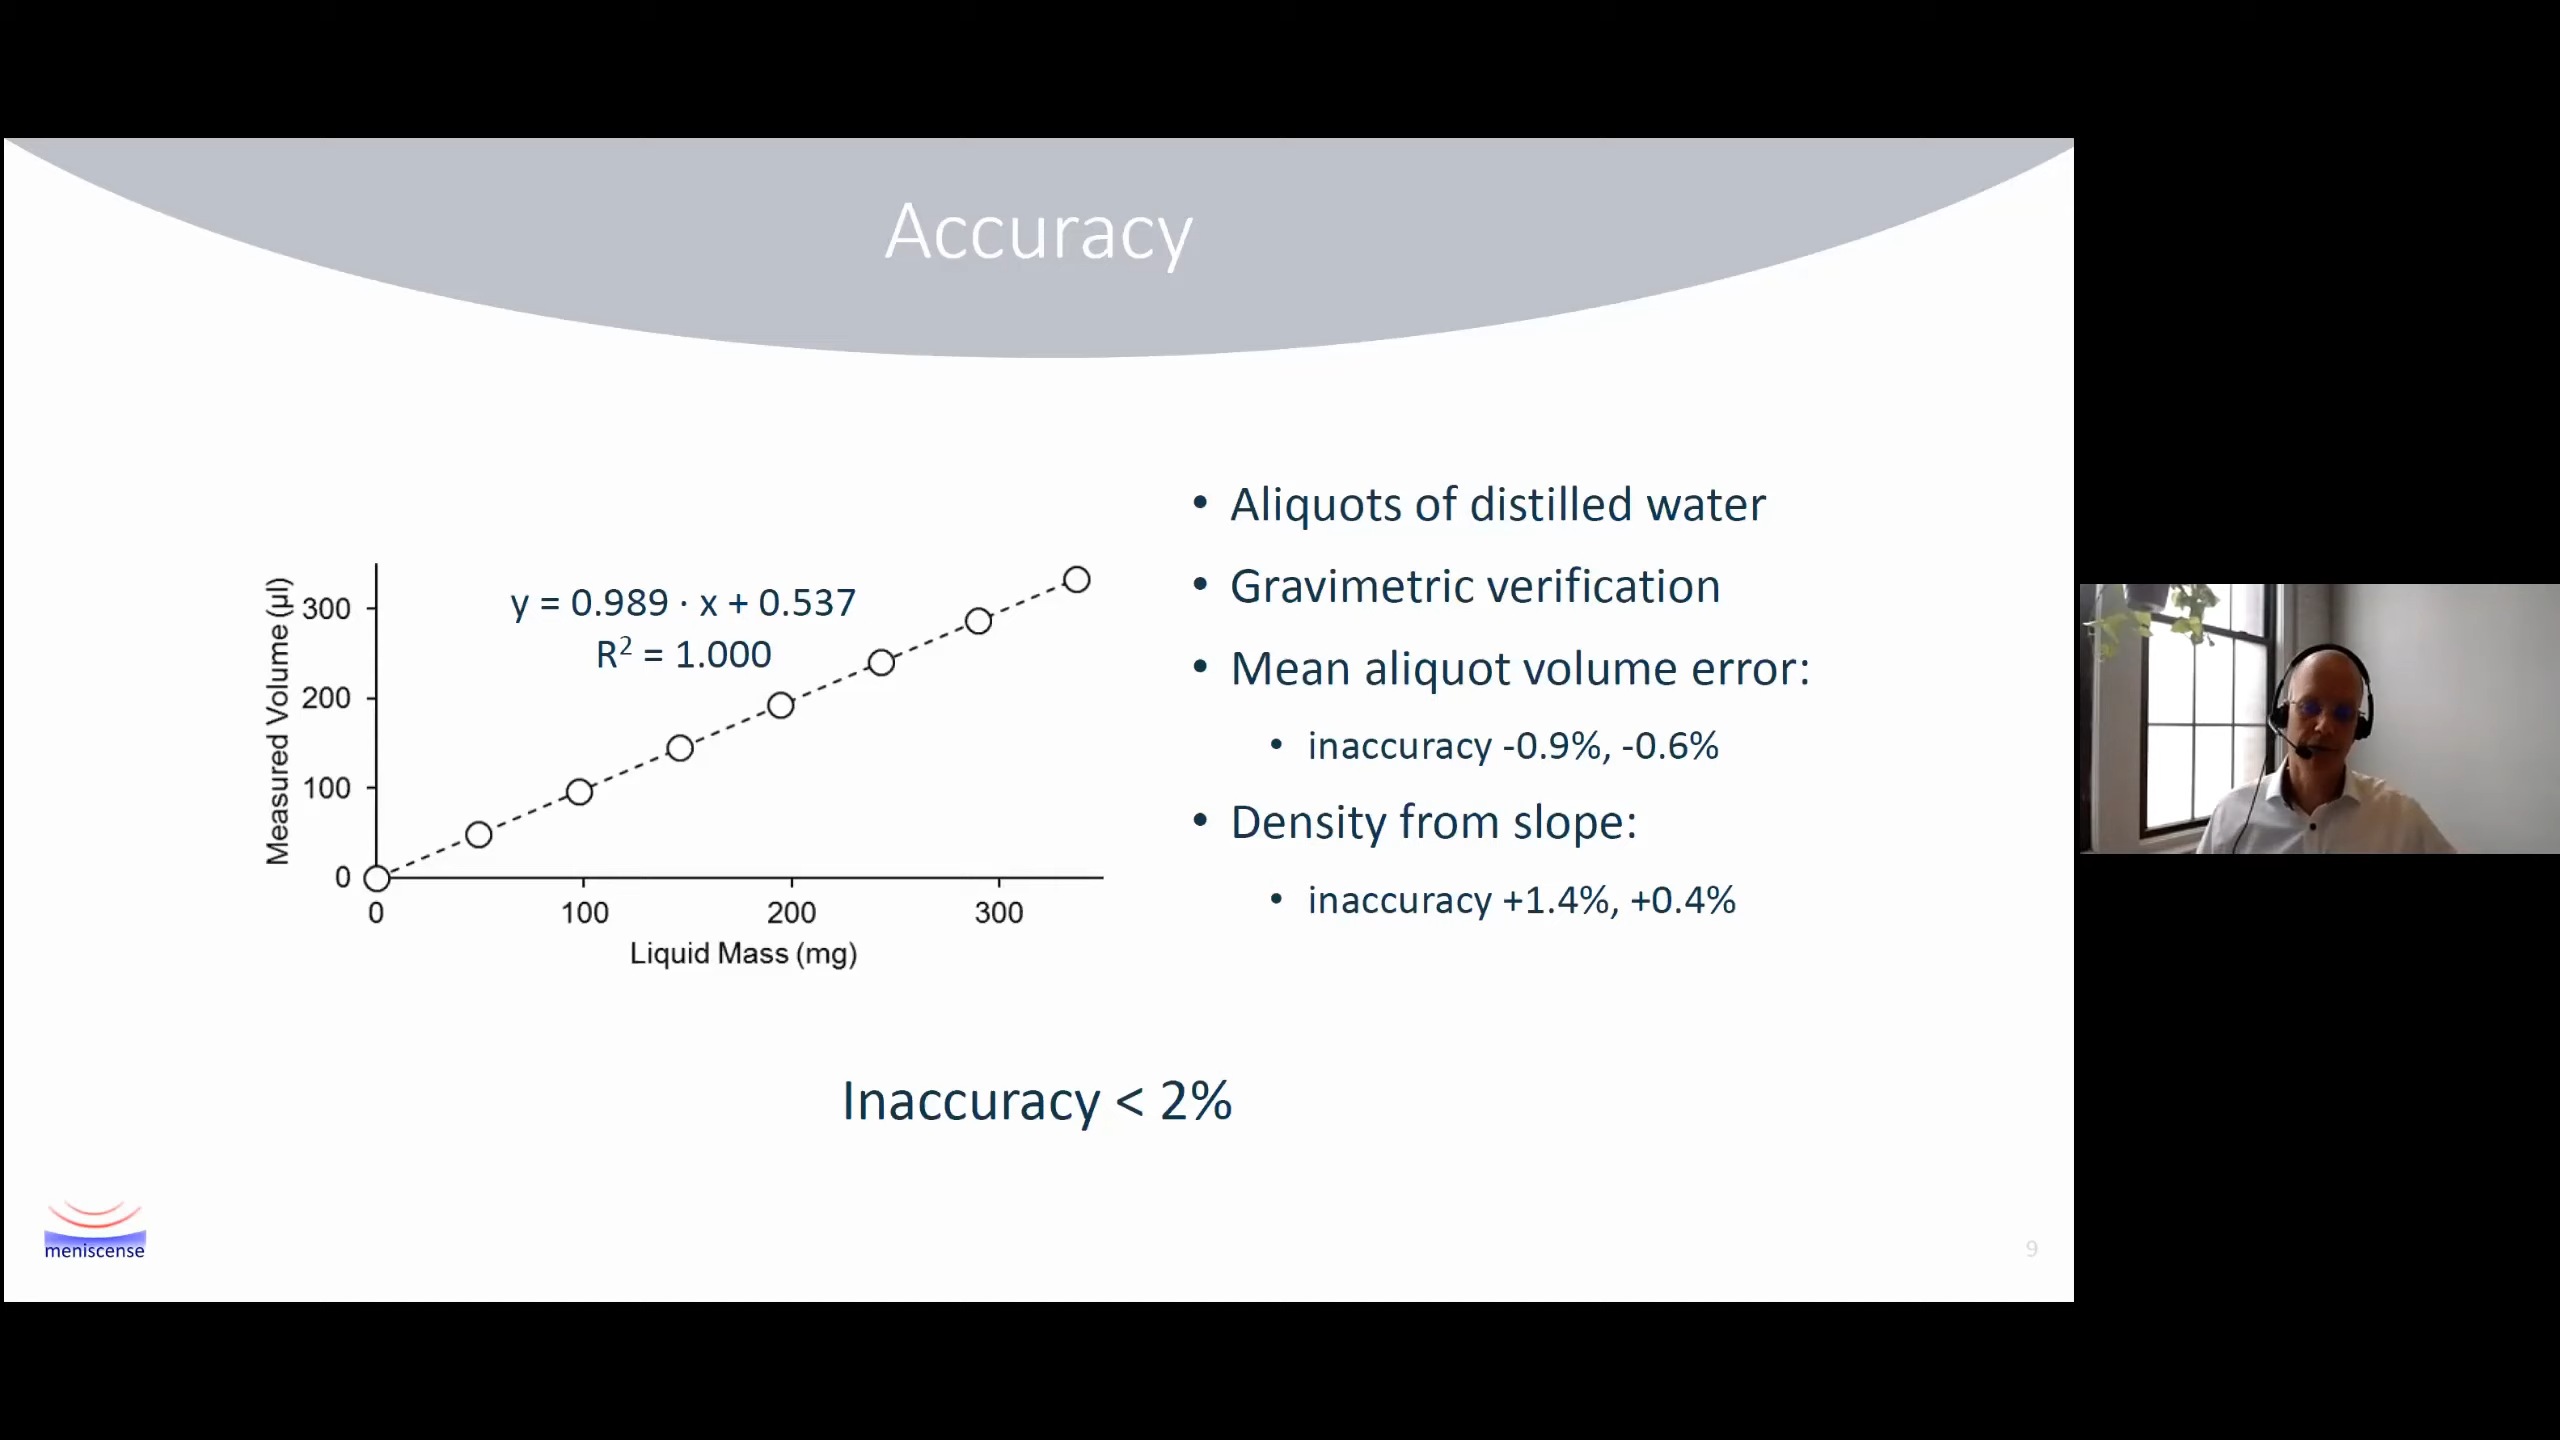 Accuracy
Measured Volume (µl)
300
200
100
0
0
100
200
300
Liquid Mass (mg)
y = 0.989 · x + 0.537
R² = 1.000
• Aliquots of distilled water
• Gravimetric verification
• Mean aliquot volume error:
• inaccuracy -0.9%, -0.6%
• Density from slope:
• inaccuracy +1.4%, +0.4%
Inaccuracy < 2%
meniscense
9